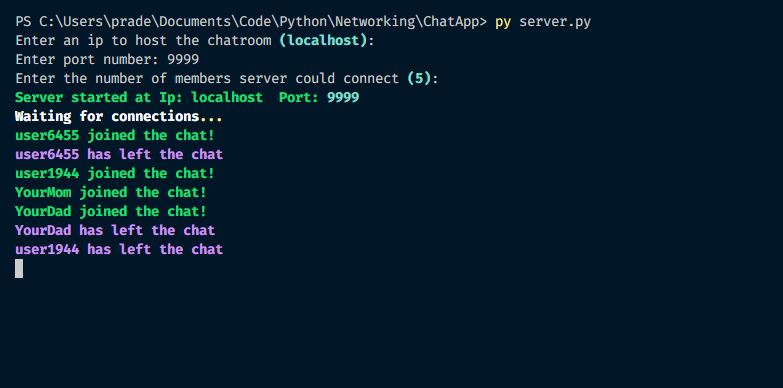 PS C:\Users\prade\Documents\Code\Python\Networking\ChatApp> py server.py
Enter an ip to host the chatroom (localhost):
Enter port number: 9999
Enter the number of members server could connect (5):
Server started at Ip: localhost  Port: 9999
Waiting for connections...
user6455 joined the chat!
user6455 has left the chat
user1944 joined the chat!
YourMom joined the chat!
YourDad joined the chat!
YourDad has left the chat
user1944 has left the chat